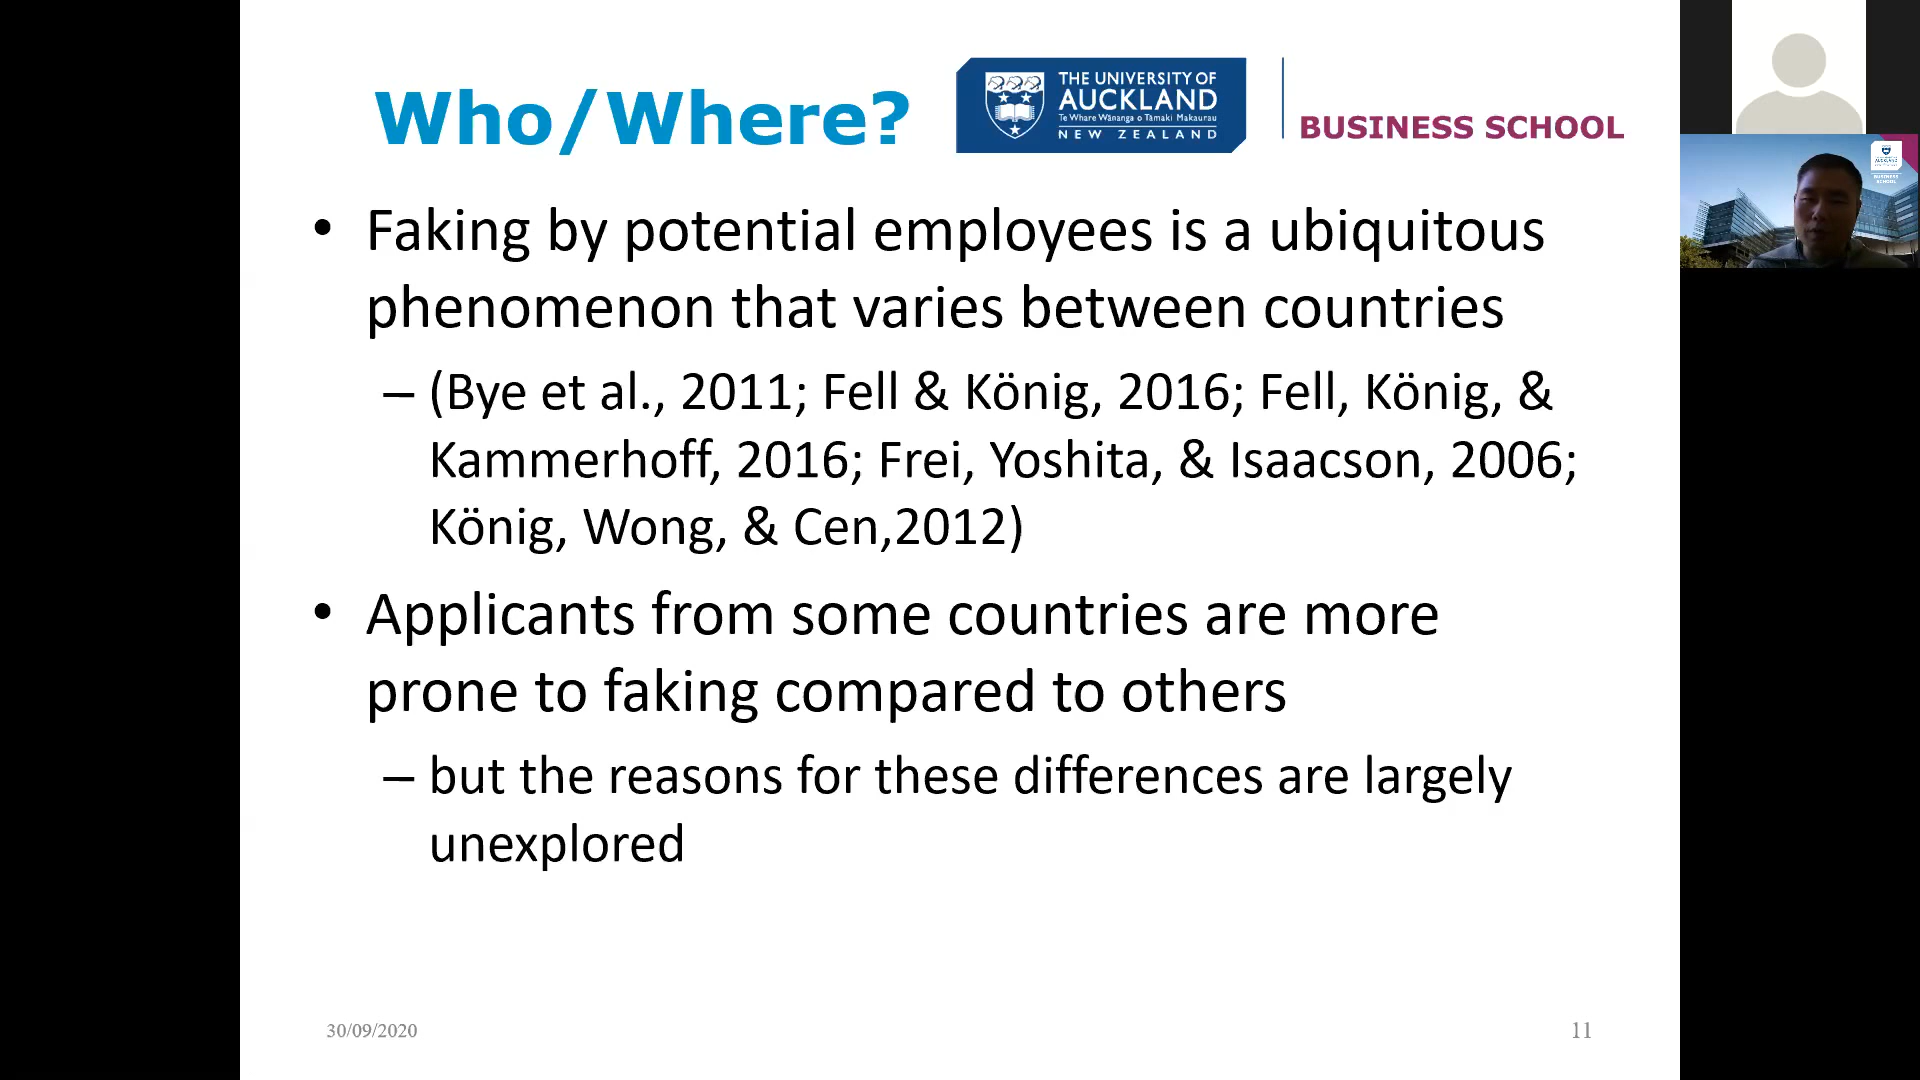 Who/Where?
THE UNIVERSITY OF
AUCKLAND
Te Whare Wānanga o Tāmaki Makaurau
NEW ZEALAND
BUSINESS SCHOOL
• Faking by potential employees is a ubiquitous
phenomenon that varies between countries
– (Bye et al., 2011; Fell & König, 2016; Fell, König, &
Kammerhoff, 2016; Frei, Yoshita, & Isaacson, 2006;
König, Wong, & Cen,2012)
• Applicants from some countries are more
prone to faking compared to others
– but the reasons for these differences are largely
unexplored
30/09/2020
11
AUCKLAND
BUSINESS
SCHOOL